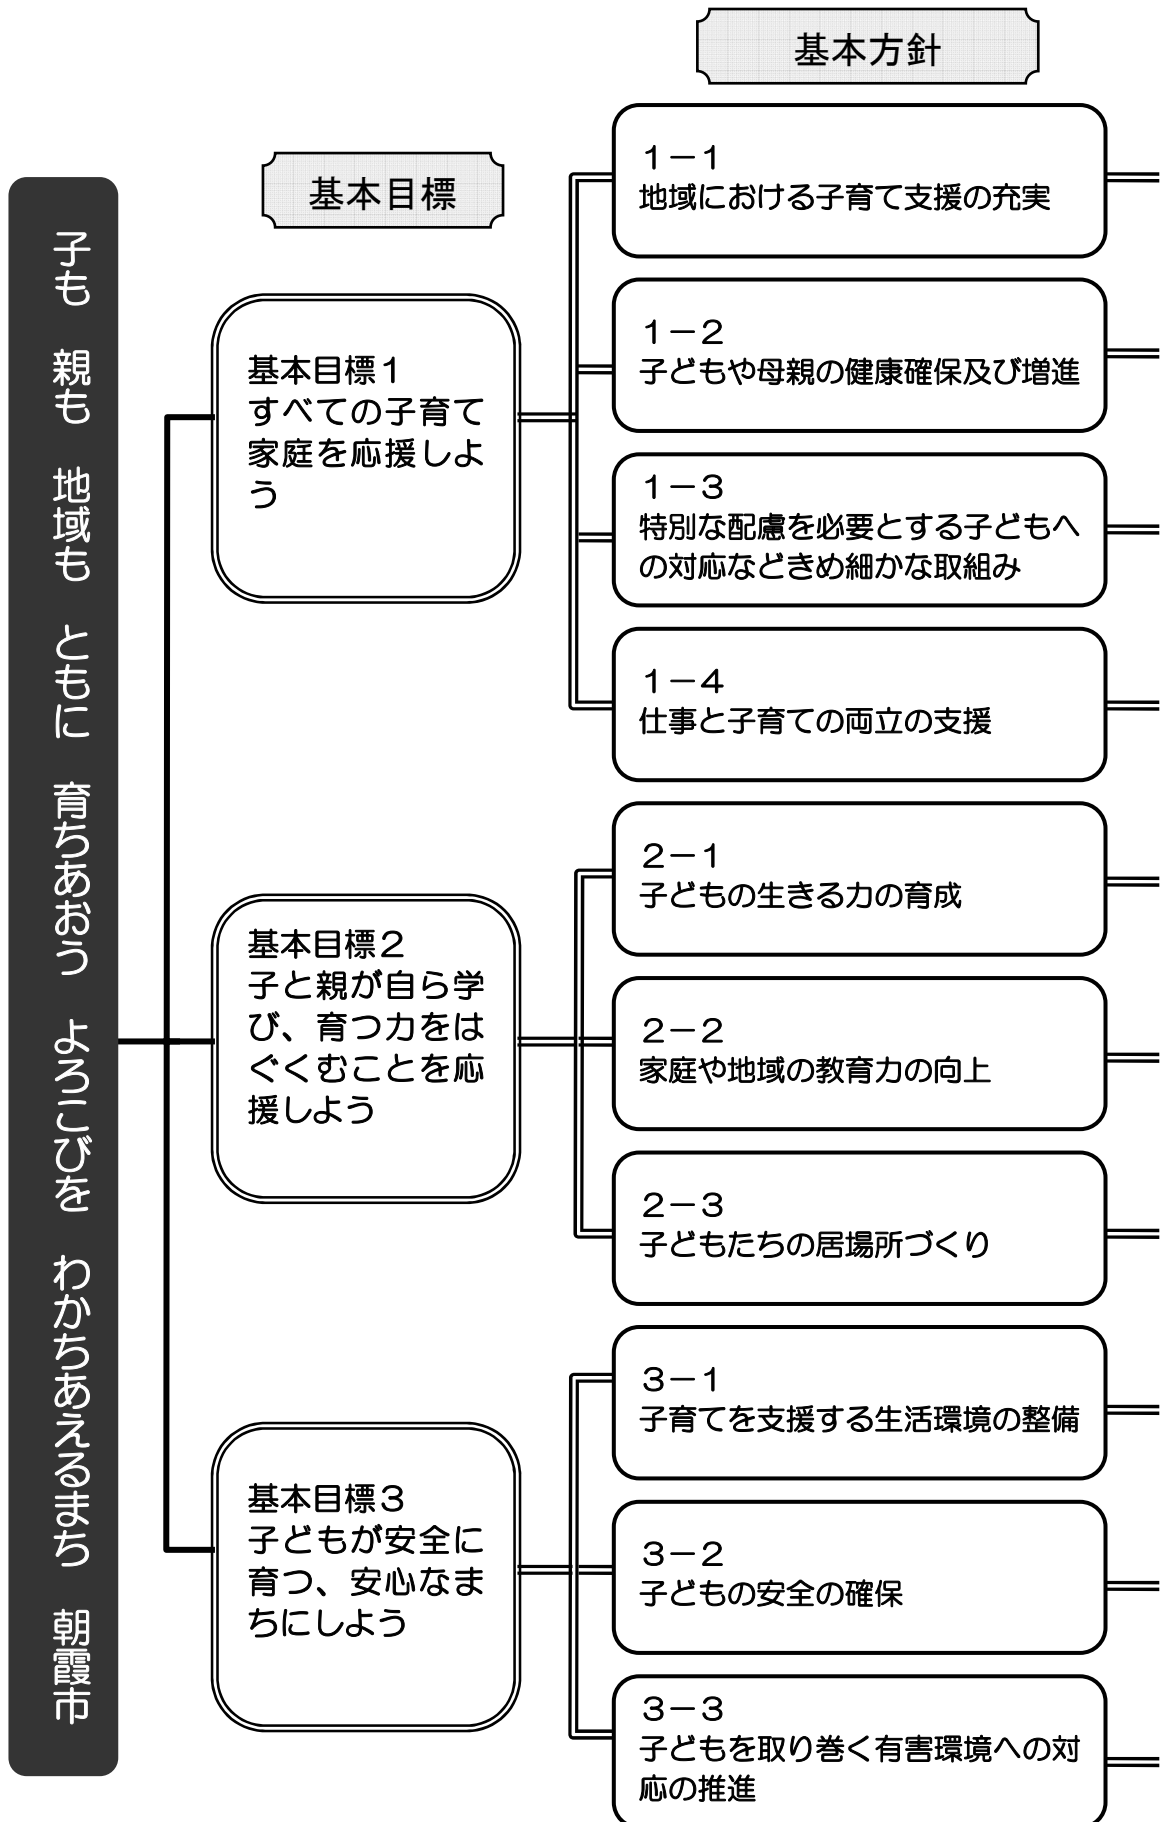 子も　親も　地域も　ともに　育ちあおう　よろこびを　わかちあえるまち　朝霞市
基本目標
基本目標１
すべての子育て
家庭を応援しよ
う
基本目標２
子と親が自ら学
び、育つ力をは
ぐくむことを応
援しよう
基本目標３
子どもが安全に
育つ、安心なま
ちにしよう
基本方針
１－１
地域における子育て支援の充実
１－２
子どもや母親の健康確保及び増進
１－３
特別な配慮を必要とする子どもへ
の対応などきめ細かな取組み
１－４
仕事と子育ての両立の支援
２－１
子どもの生きる力の育成
２－２
家庭や地域の教育力の向上
２－３
子どもたちの居場所づくり
３－１
子育てを支援する生活環境の整備
３－２
子どもの安全の確保
３－３
子どもを取り巻く有害環境への対
応の推進